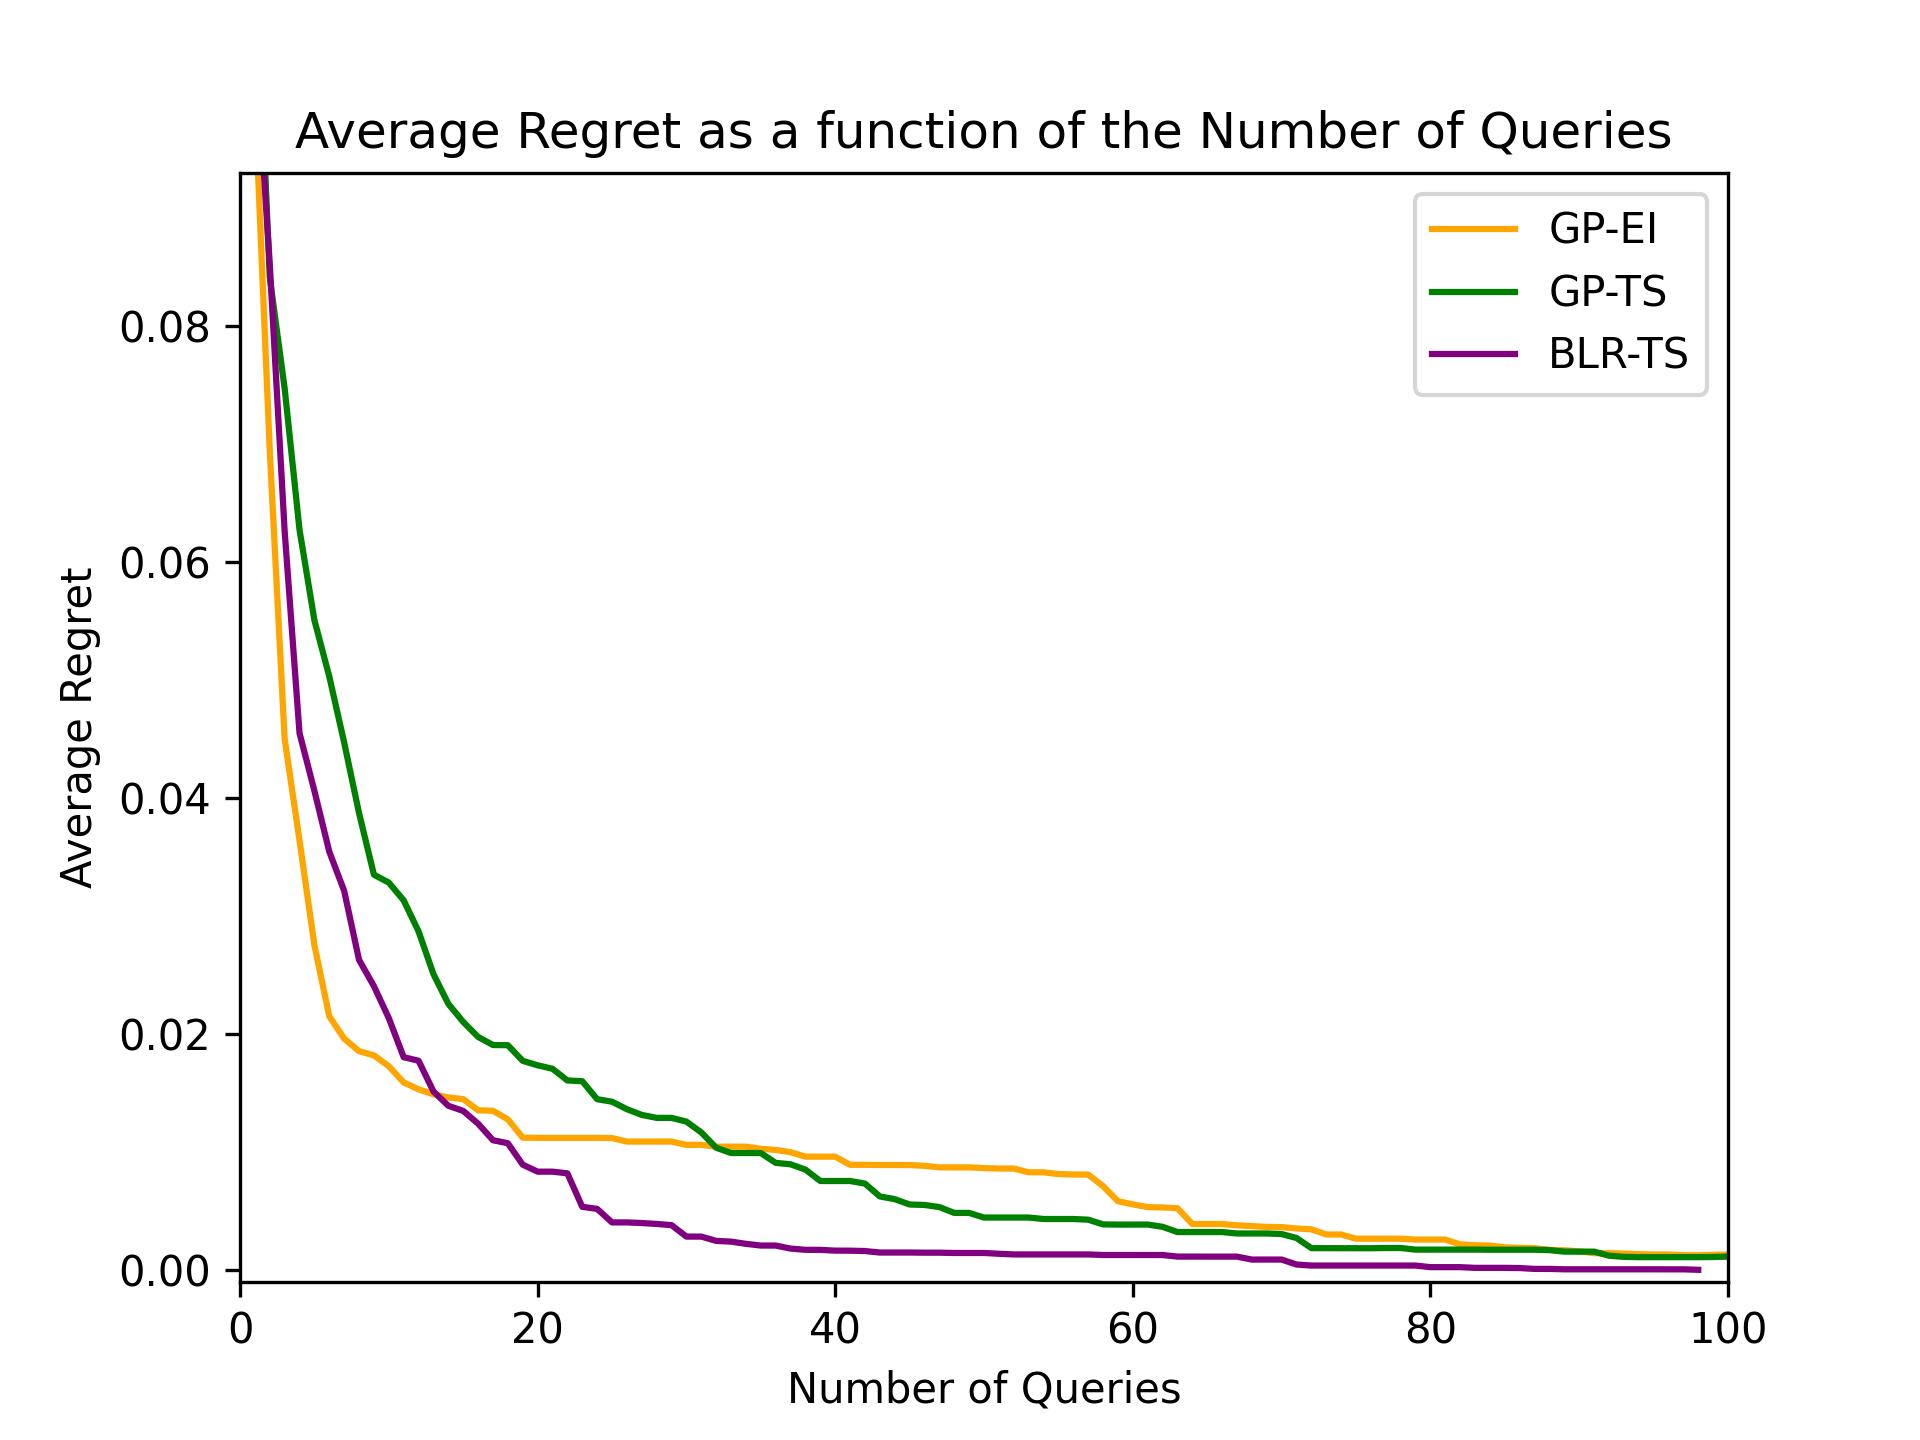 Average Regret as a function of the Number of Queries
GP-EI
GP-TS
BLR-TS
Average Regret
0.08
0.06
0.04
0.02
0.00
0 20 40 60 80 100
Number of Queries